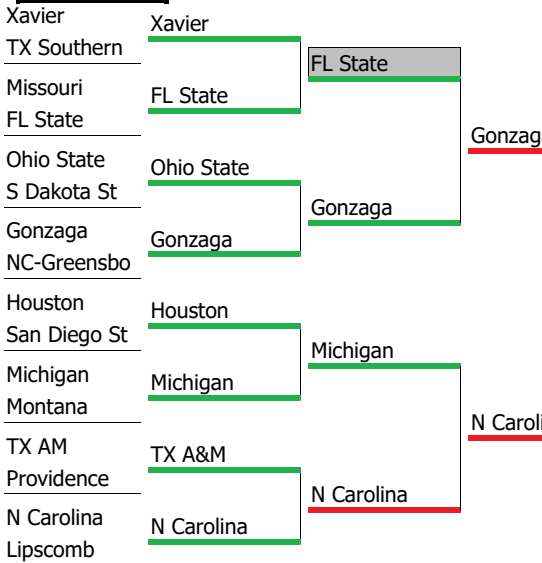 Xavier
TX Southern
Missouri
FL State
Ohio State
S Dakota St
Gonzaga
NC-Greensbo
Houston
San Diego St
Michigan
Montana
TX AM
Providence
N Carolina
Lipscomb
Xavier
FL State
Ohio State
Gonzaga
Houston
Michigan
TX A&M
N Carolina
FL State
Gonzaga
Michigan
N Carolina
Gonzag
N Caroli